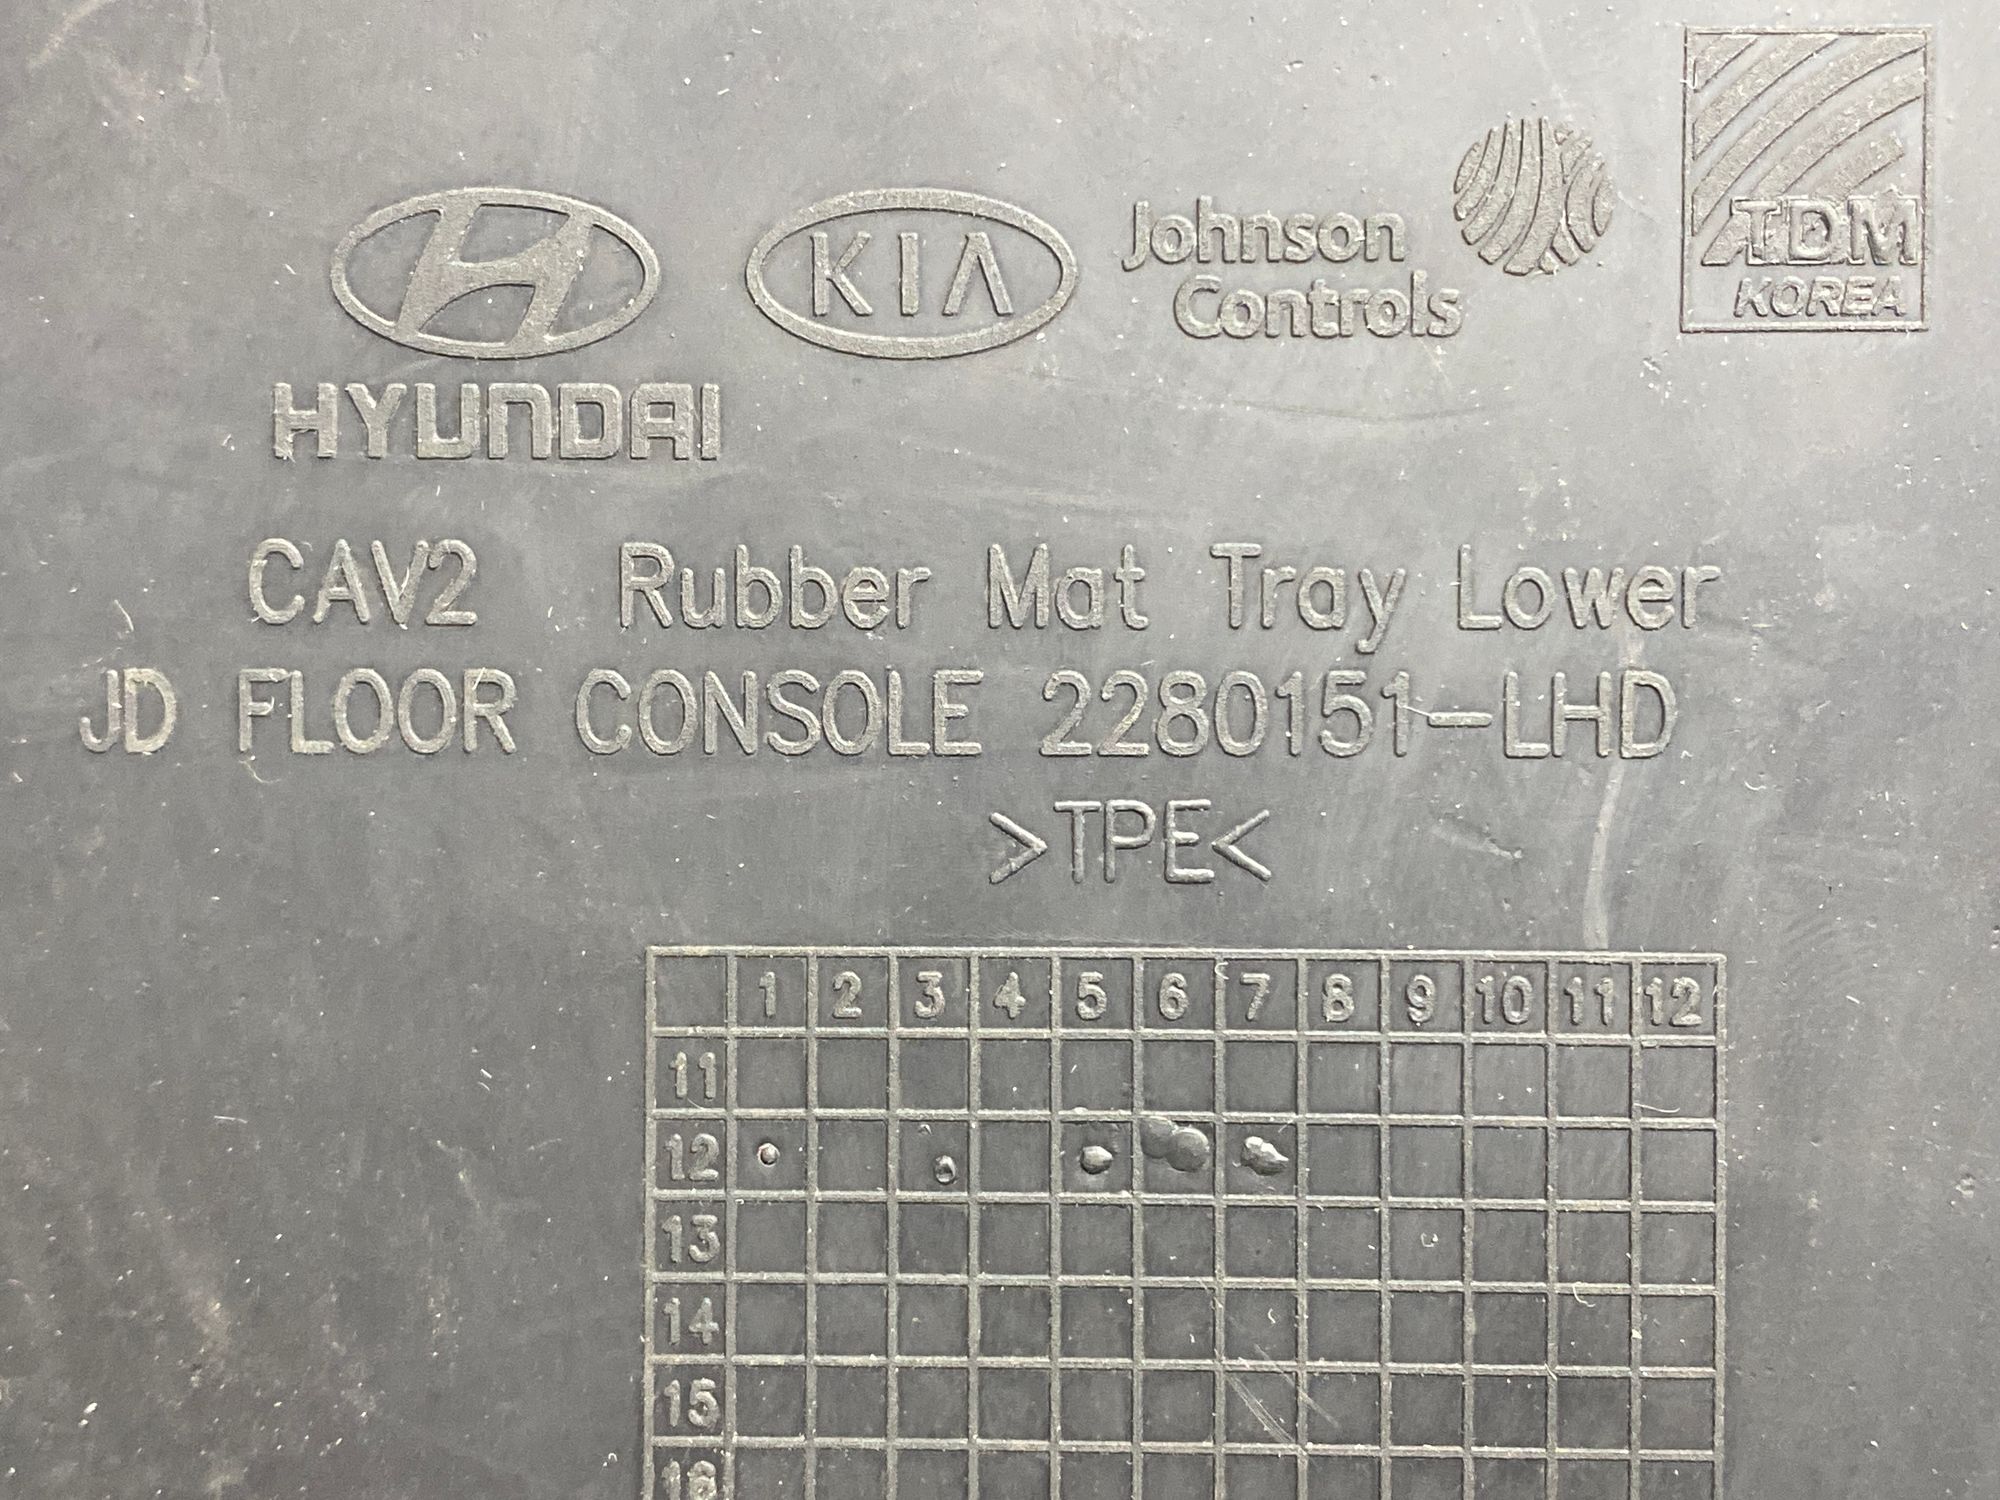 HYUNDAI
KIA
Johnson
Controls
TDM
KOREA
CAV2 Rubber Mat Tray Lower
JD FLOOR CONSOLE 2280151-LHD
>TPE<
1 2 3 4 5 6 7 8 9 10 11 12
11
12
13
14
15
16